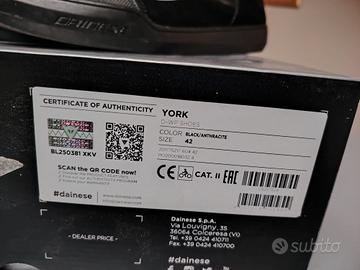 DAINESE
CERTIFICATE OF AUTHENTICITY
BL250381 XKV
SCAN the QR CODE now!
#dainese
YORK
D-WP SHOES
COLOR BLACK/ANTHRACITE
SIZE 42
CE CAT. II EAC
#dainese
- DEALER PRICE -
Dainese S.p.A.
Via Louvigny, 35
36064 Colceresa (Vi)
Tel. +39 0424 410711
Fax. +39 0424 410700
subito